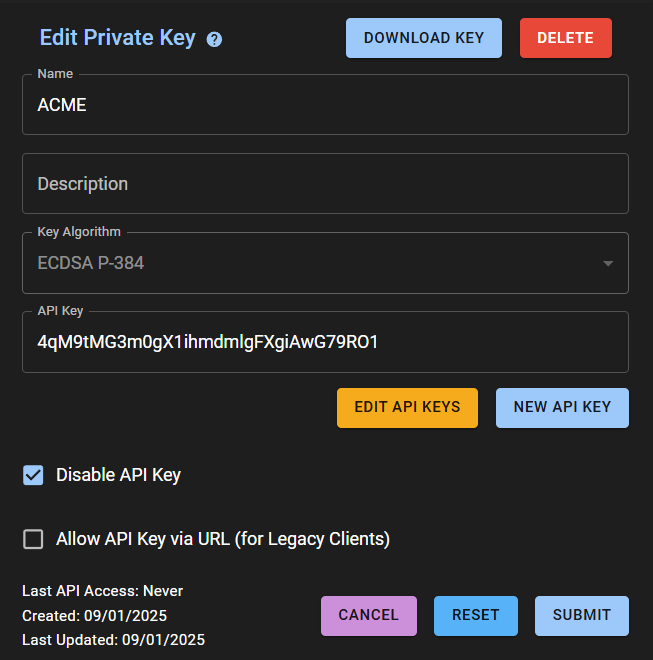 Edit Private Key ?
DOWNLOAD KEY
DELETE
Name
ACME
Description
Key Algorithm
ECDSA P-384
API Key
4qM9tMG3m0gX1ihmdmlgFXgiAwG79RO1
EDIT API KEYS
NEW API KEY
Disable API Key
Allow API Key via URL (for Legacy Clients)
Last API Access: Never
Created: 09/01/2025
Last Updated: 09/01/2025
CANCEL
RESET
SUBMIT